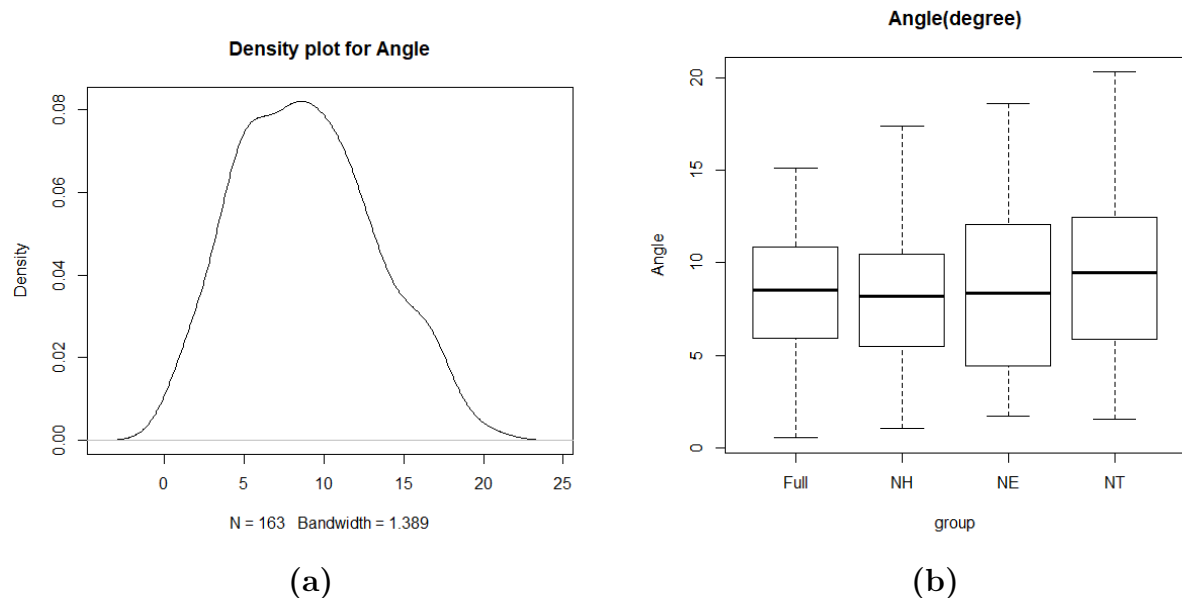 Density plot for Angle
Density
0.00 0.02 0.04 0.06 0.08
0 5 10 15 20 25
N = 163 Bandwidth = 1.389
(a)
Angle(degree)
Angle
0 5 10 15 20
Full NH NE NT
group
(b)